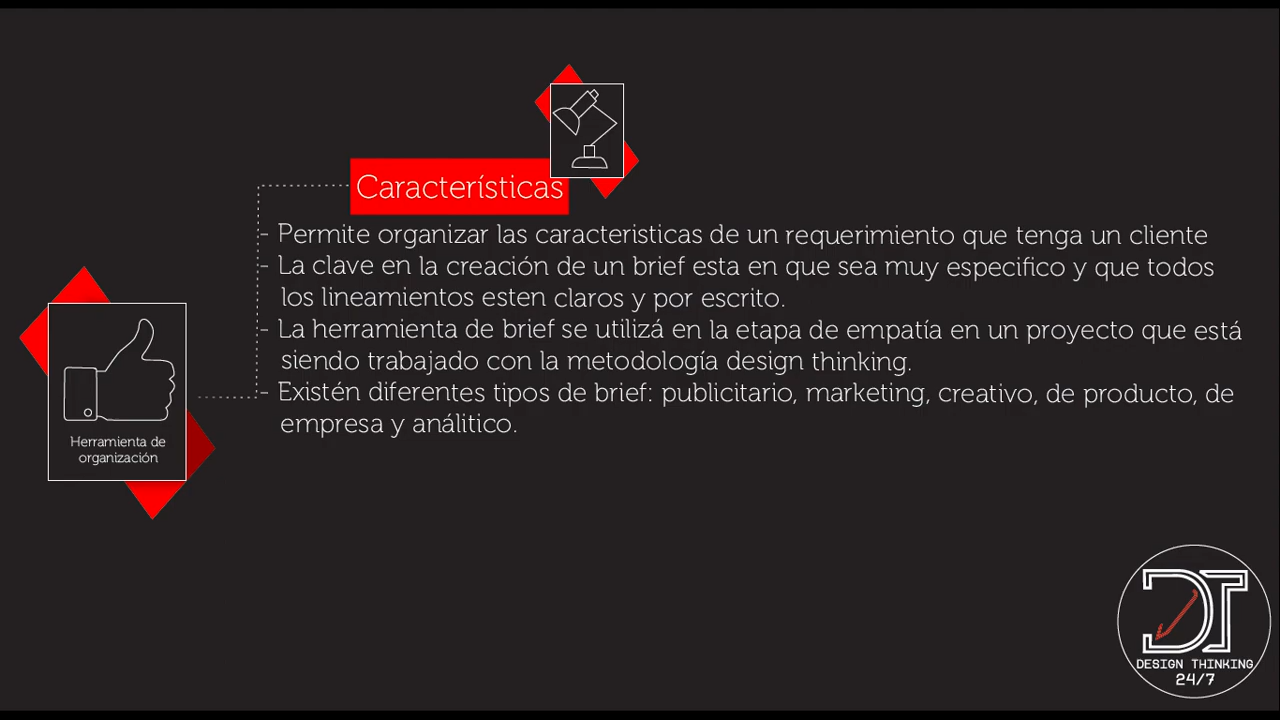 Características
- Permite organizar las caracteristicas de un requerimiento que tenga un cliente
- La clave en la creación de un brief esta en que sea muy especifico y que todos
los lineamientos esten claros y por escrito.
- La herramienta de brief se utilizá en la etapa de empatía en un proyecto que está
siendo trabajado con la metodología design thinking.
- Existén diferentes tipos de brief: publicitario, marketing, creativo, de producto, de
empresa y análitico.
Herramienta de
organización
DT
DESIGN THINKING
24/7